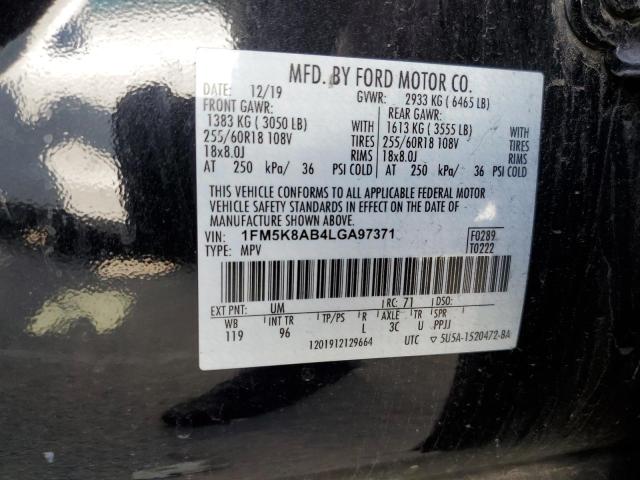 MFD. BY FORD MOTOR CO.
DATE: 12/19 GVWR: 2933 KG ( 6465 LB)
FRONT GAWR: REAR GAWR:
1383 KG ( 3050 LB) WITH 1613 KG ( 3555 LB) WITH
255/60R18 108V TIRES 255/60R18 108V TIRES
18x8.0J RIMS 18x8.0J RIMS
AT 250 kPa/ 36 PSI COLD AT 250 kPa/ 36 PSI COLD
THIS VEHICLE CONFORMS TO ALL APPLICABLE FEDERAL MOTOR
VEHICLE SAFETY STANDARDS IN EFFECT ON THE DATE OF
MANUFACTURE SHOWN ABOVE.
VIN: 1FM5K8AB4LGA97371 F0289
TYPE: MPV T0222
EXT PNT: UM RC: 71 DSO:
WB INT TR TP/PS R AXLE TR SPR
119 96 L 3C U PPJJ
1201912129664 UTC ▽ 5U5A-1520472-BA